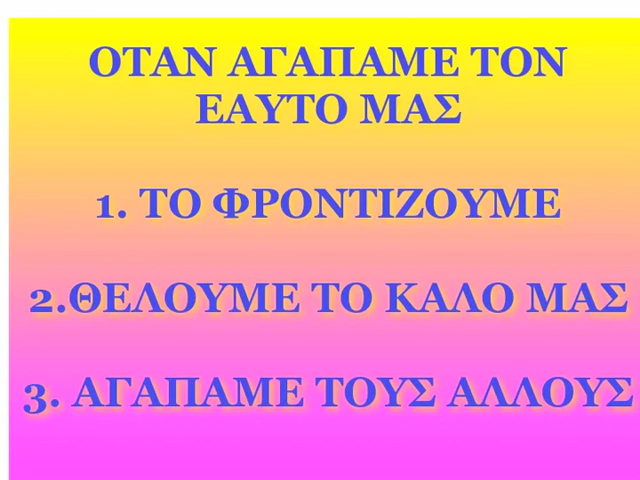 ΟΤΑΝ ΑΓΑΠΑΜΕ ΤΟΝ
ΕΑΥΤΟ ΜΑΣ
1. ΤΟ ΦΡΟΝΤΙΖΟΥΜΕ
2.ΘΕΛΟΥΜΕ ΤΟ ΚΑΛΟ ΜΑΣ
3. ΑΓΑΠΑΜΕ ΤΟΥΣ ΑΛΛΟΥΣ